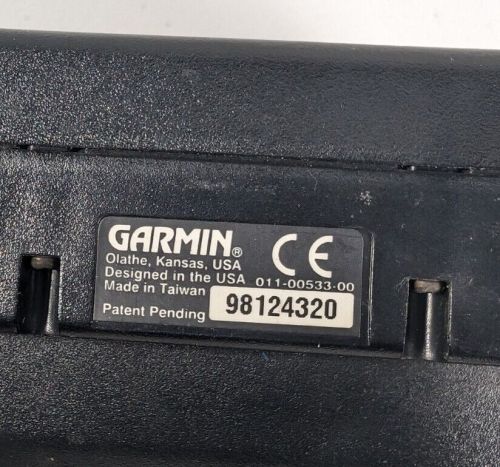 GARMIN® CE
Olathe, Kansas, USA
Designed in the USA 011-00533-00
Made in Taiwan
Patent Pending 98124320